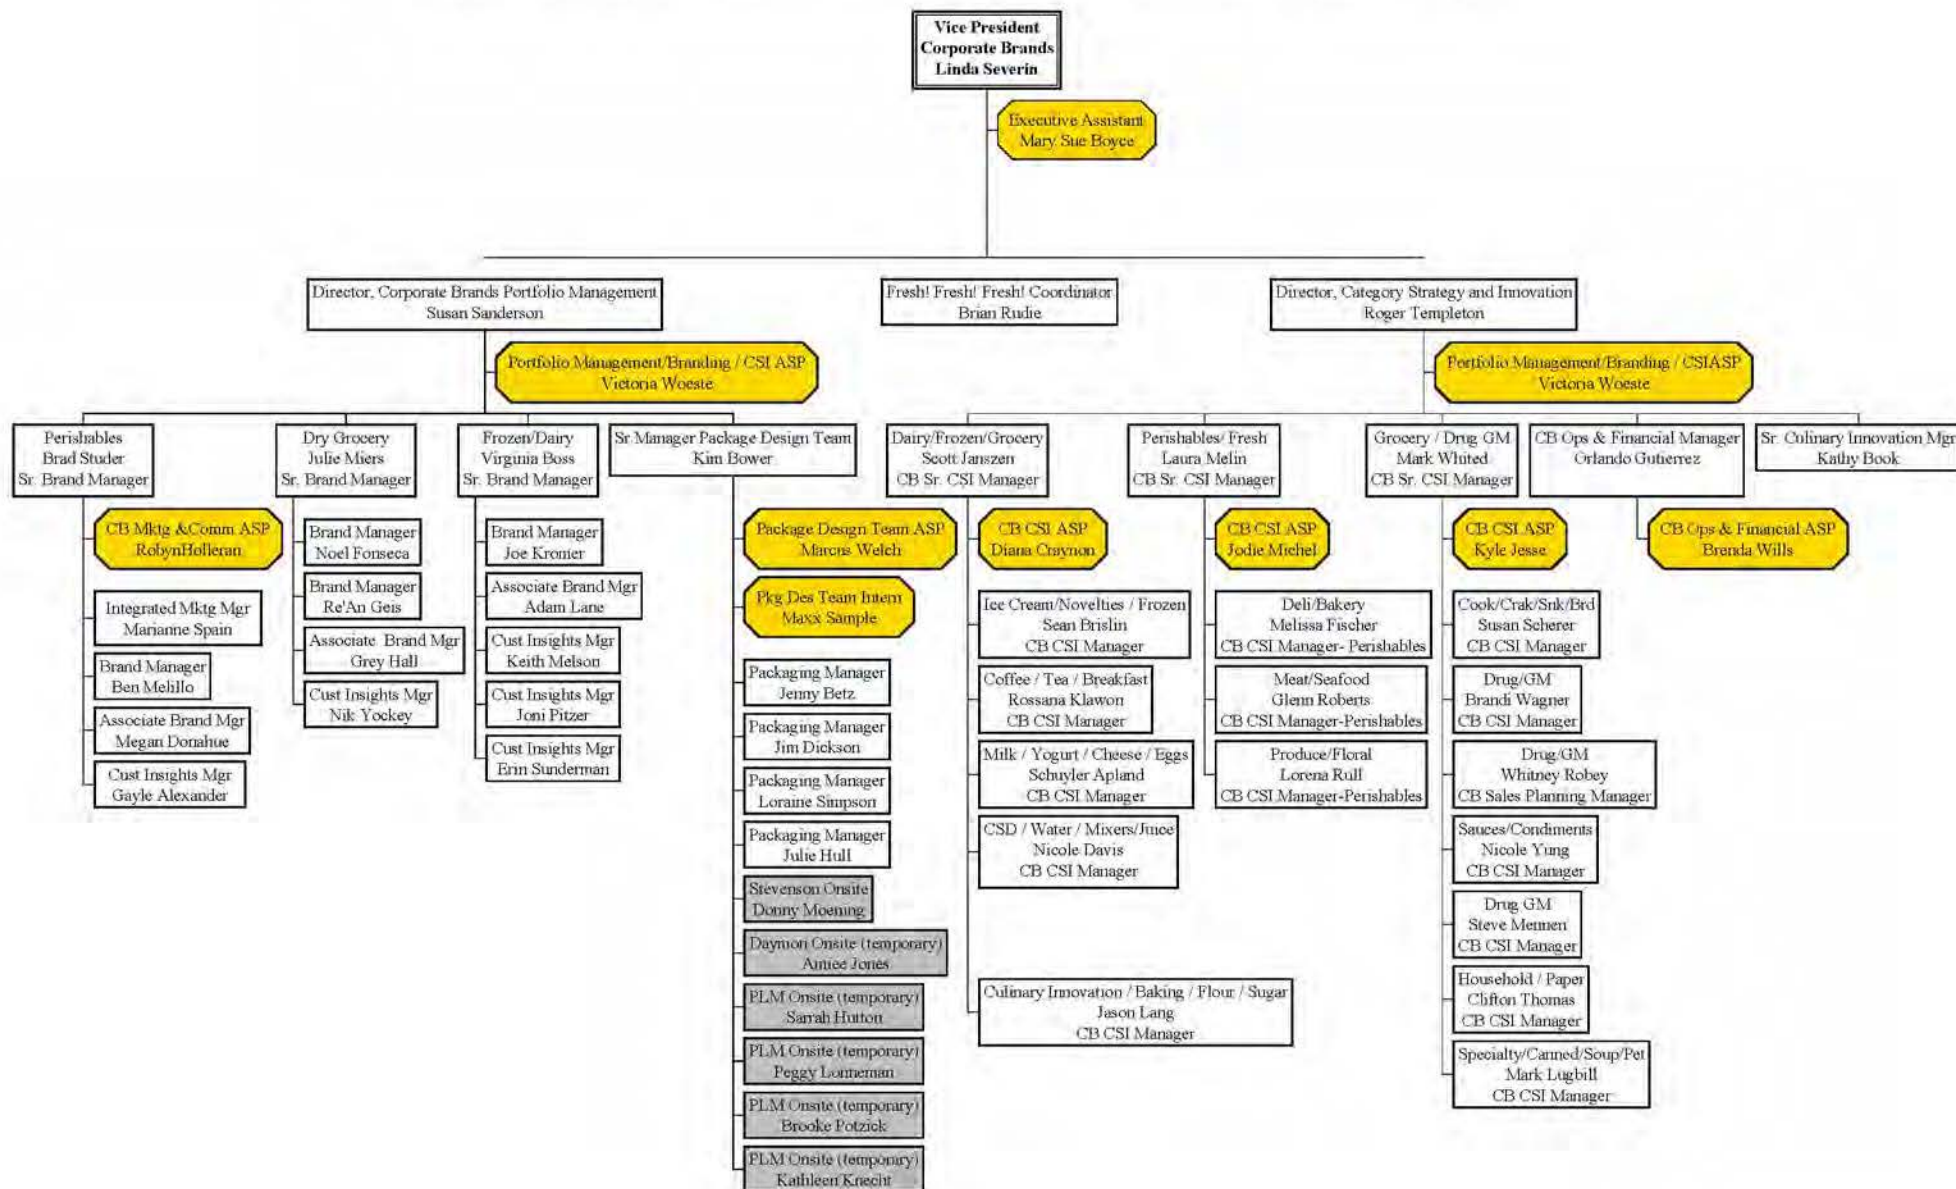 Vice President
Corporate Brands
Linda Severin
Executive Assistant
Mary Sue Boyce
Director, Corporate Brands Portfolio Management
Susan Sanderson
Fresh! Fresh! Fresh! Coordinator
Brian Rudie
Director, Category Strategy and Innovation
Roger Templeton
Portfolio Management/Branding / CSI ASP
Victoria Woeste
Portfolio Management/Branding / CSIASP
Victoria Woeste
Perishables
Brad Studer
Sr. Brand Manager
Dry Grocery
Julie Miers
Sr. Brand Manager
Frozen/Dairy
Virginia Boss
Sr. Brand Manager
Sr Manager Package Design Team
Kim Bower
Dairy/Frozen/Grocery
Scott Janszen
CB Sr. CSI Manager
Perishables/ Fresh
Laura Melin
CB Sr. CSI Manager
Grocery / Drug GM
Mark Whited
CB Sr. CSI Manager
CB Ops & Financial Manager
Orlando Gutierrez
Sr. Culinary Innovation Mgr
Kathy Book
CB Mktg &Comm ASP
RobynHolleran
Integrated Mktg Mgr
Marianne Spain
Brand Manager
Ben Melillo
Associate Brand Mgr
Megan Donahue
Cust Insights Mgr
Gayle Alexander
Brand Manager
Noel Fonseca
Brand Manager
Re'An Geis
Associate Brand Mgr
Grey Hall
Cust Insights Mgr
Nik Yockey
Brand Manager
Joe Kromer
Associate Brand Mgr
Adam Lane
Cust Insights Mgr
Keith Melson
Cust Insights Mgr
Joni Pitzer
Cust Insights Mgr
Erin Sunderman
Package Design Team ASP
Marcus Welch
Pkg Des Team Intern
Maxx Sample
Packaging Manager
Jenny Betz
Packaging Manager
Jim Dickson
Packaging Manager
Loraine Simpson
Packaging Manager
Julie Hull
Stevenson Onsite
Donny Moening
Daymon Onsite (temporary)
Aimee Jones
PLM Onsite (temporary)
Sarrah Hutton
PLM Onsite (temporary)
Peggy Lonneman
PLM Onsite (temporary)
Brooke Potzick
PLM Onsite (temporary)
Kathleen Knecht
CB CSI ASP
Diana Craynon
Ice Cream/Novelties / Frozen
Sean Brislin
CB CSI Manager
Coffee / Tea / Breakfast
Rossana Klawon
CB CSI Manager
Milk / Yogurt / Cheese / Eggs
Schuyler Apland
CB CSI Manager
CSD / Water / Mixers/Juice
Nicole Davis
CB CSI Manager
Culinary Innovation / Baking / Flour / Sugar
Jason Lang
CB CSI Manager
CB CSI ASP
Jodie Michel
Deli/Bakery
Melissa Fischer
CB CSI Manager- Perishables
Meat/Seafood
Glenn Roberts
CB CSI Manager-Perishables
Produce/Floral
Lorena Rull
CB CSI Manager-Perishables
CB CSI ASP
Kyle Jesse
Cook/Crak/Snk/Brd
Susan Scherer
CB CSI Manager
Drug/GM
Brandi Wagner
CB CSI Manager
Drug/GM
Whitney Robey
CB Sales Planning Manager
Sauces/Condiments
Nicole Yung
CB CSI Manager
Drug GM
Steve Mennen
CB CSI Manager
Household / Paper
Clifton Thomas
CB CSI Manager
Specialty/Canned/Soup/Pet
Mark Lugbill
CB CSI Manager
CB Ops & Financial ASP
Brenda Wills